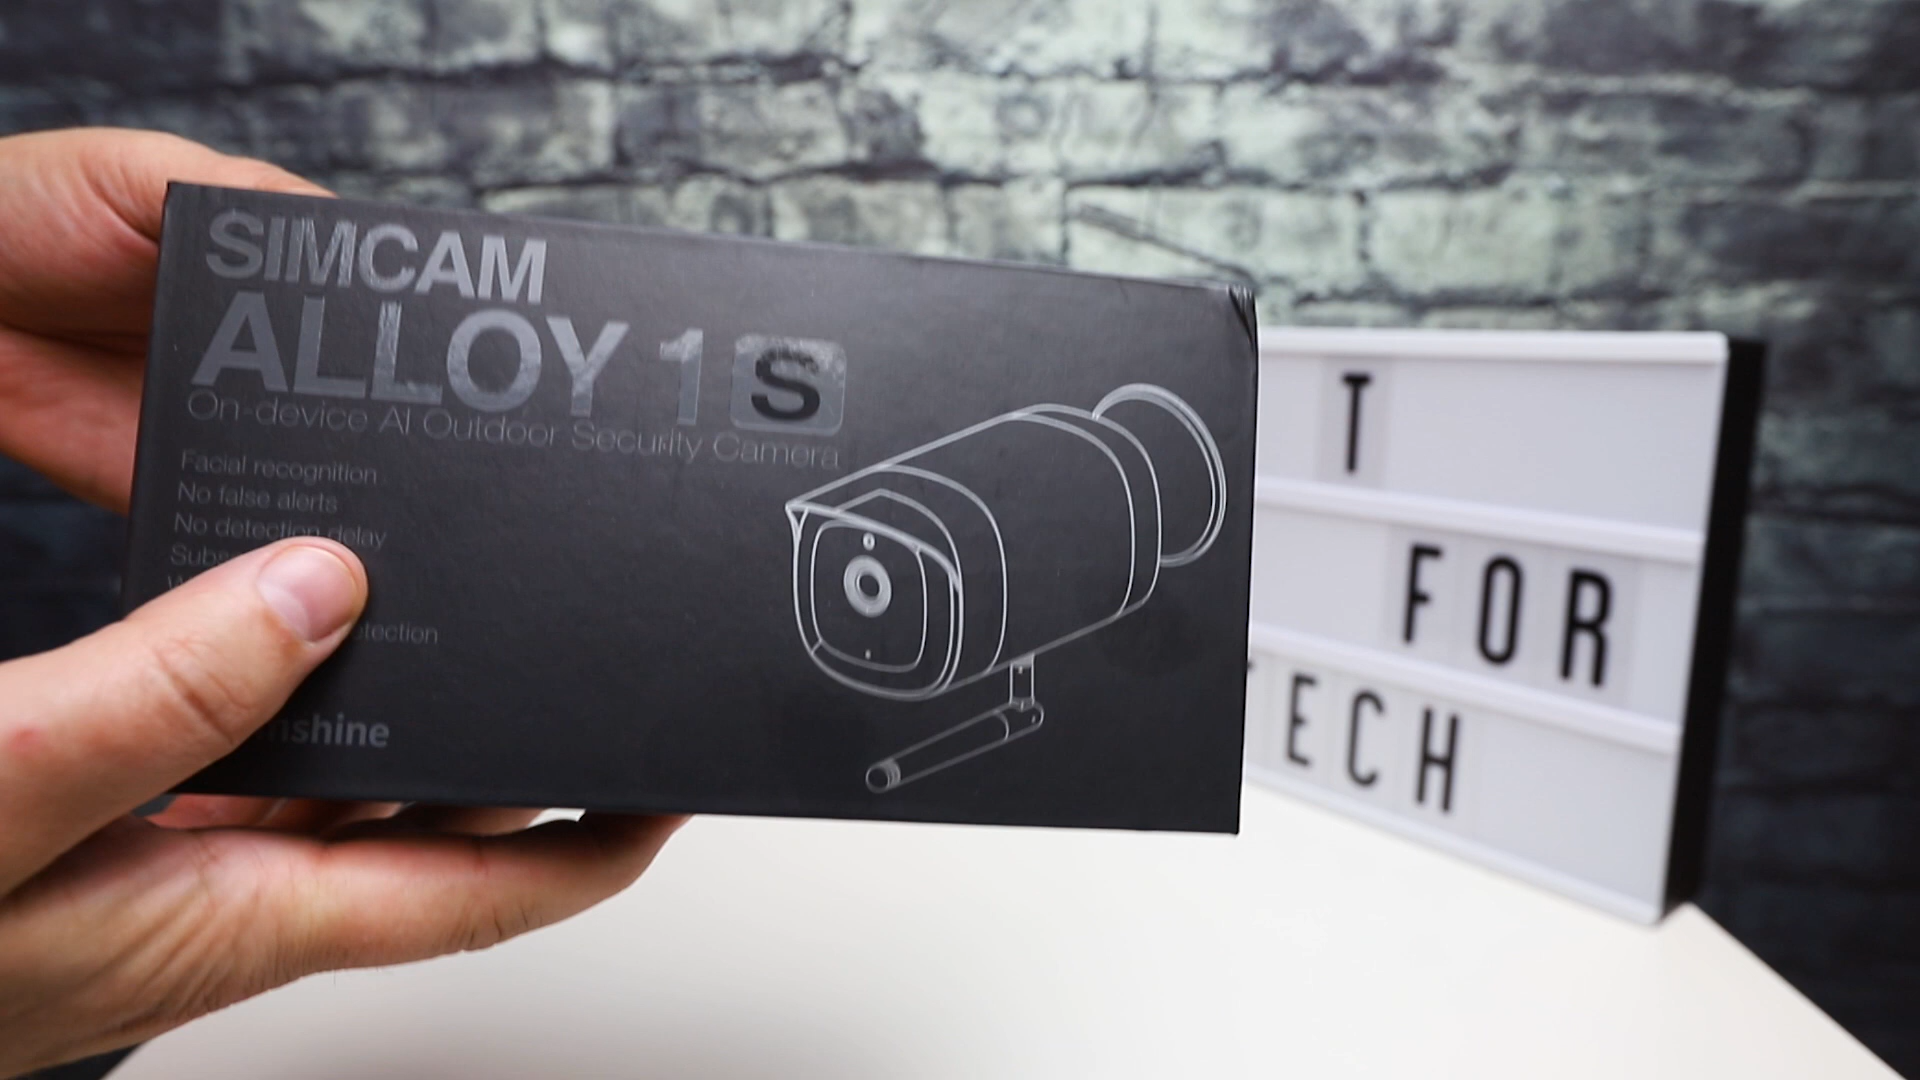 SIMCAM
ALLOY 1S
On-device AI Outdoor Security Camera
Facial recognition
No false alerts
No detection delay
T
FOR
ECH